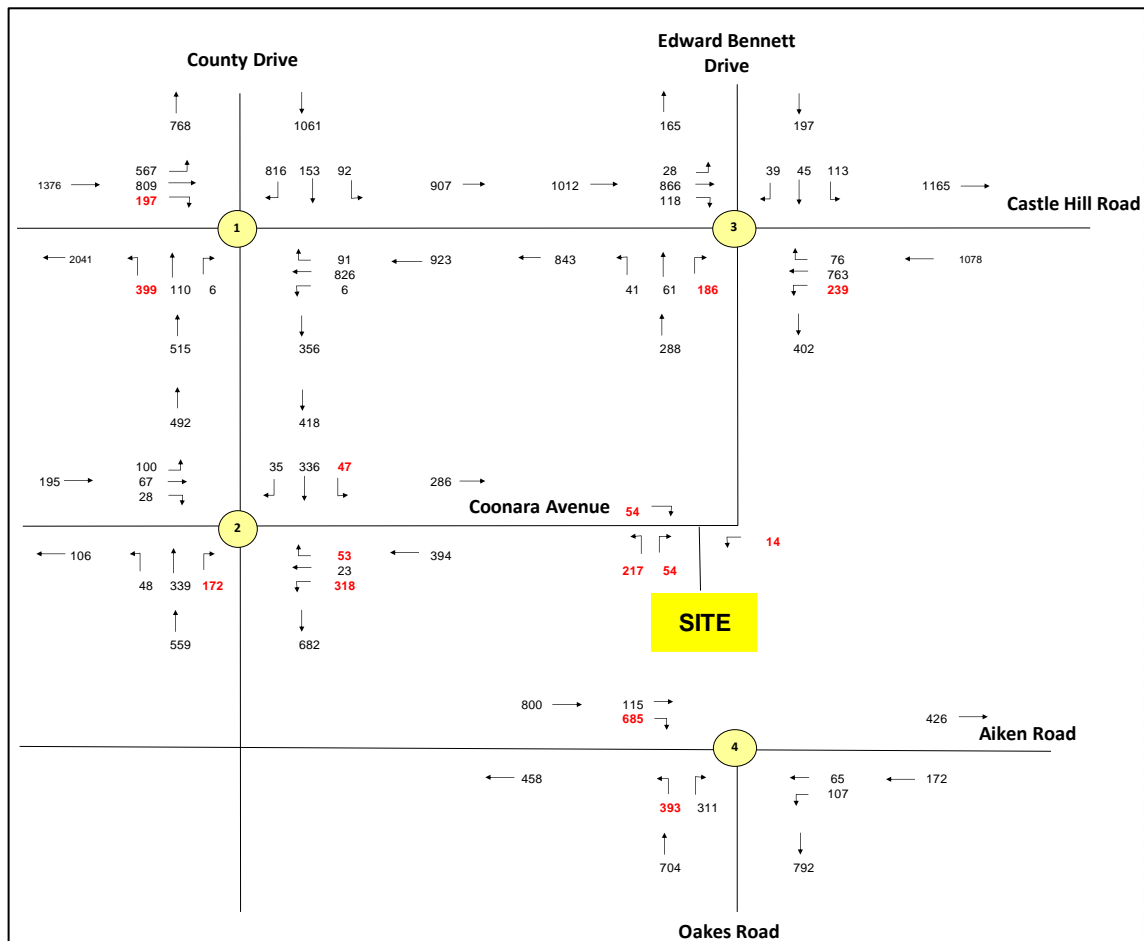 Edward Bennett
Drive
County Drive
768 1061 165 197
567 816 153 92 28 39 45 113
1376 809 907 1012 866 1165
197 118
Castle Hill Road
1 3
2041 91 923 843 76 1078
826 763
399 110 6 6 41 61 186 239
515 356 288 402
492 418
100 35 336 47
195 67 286
28
Coonara Avenue
54
2
106 53 394 14
23
48 339 172 318 217 54
SITE
559 682
800 115
685 426
Aiken Road
4
458 65 172
107
393 311
704 792
Oakes Road